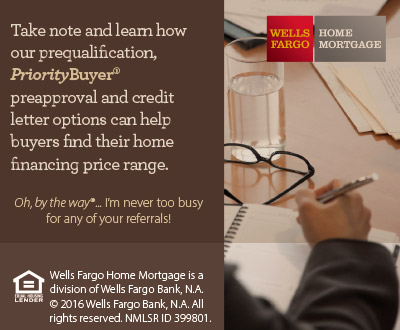 Take note and learn how
our prequalification,
PriorityBuyer®
preapproval and credit
letter options can help
buyers find their home
financing price range.
Oh, by the way®... I'm never too busy
for any of your referrals!
WELLS
FARGO
HOME
MORTGAGE
EQUAL HOUSING
LENDER
Wells Fargo Home Mortgage is a
division of Wells Fargo Bank, N.A.
© 2016 Wells Fargo Bank, N.A. All
rights reserved. NMLSR ID 399801.